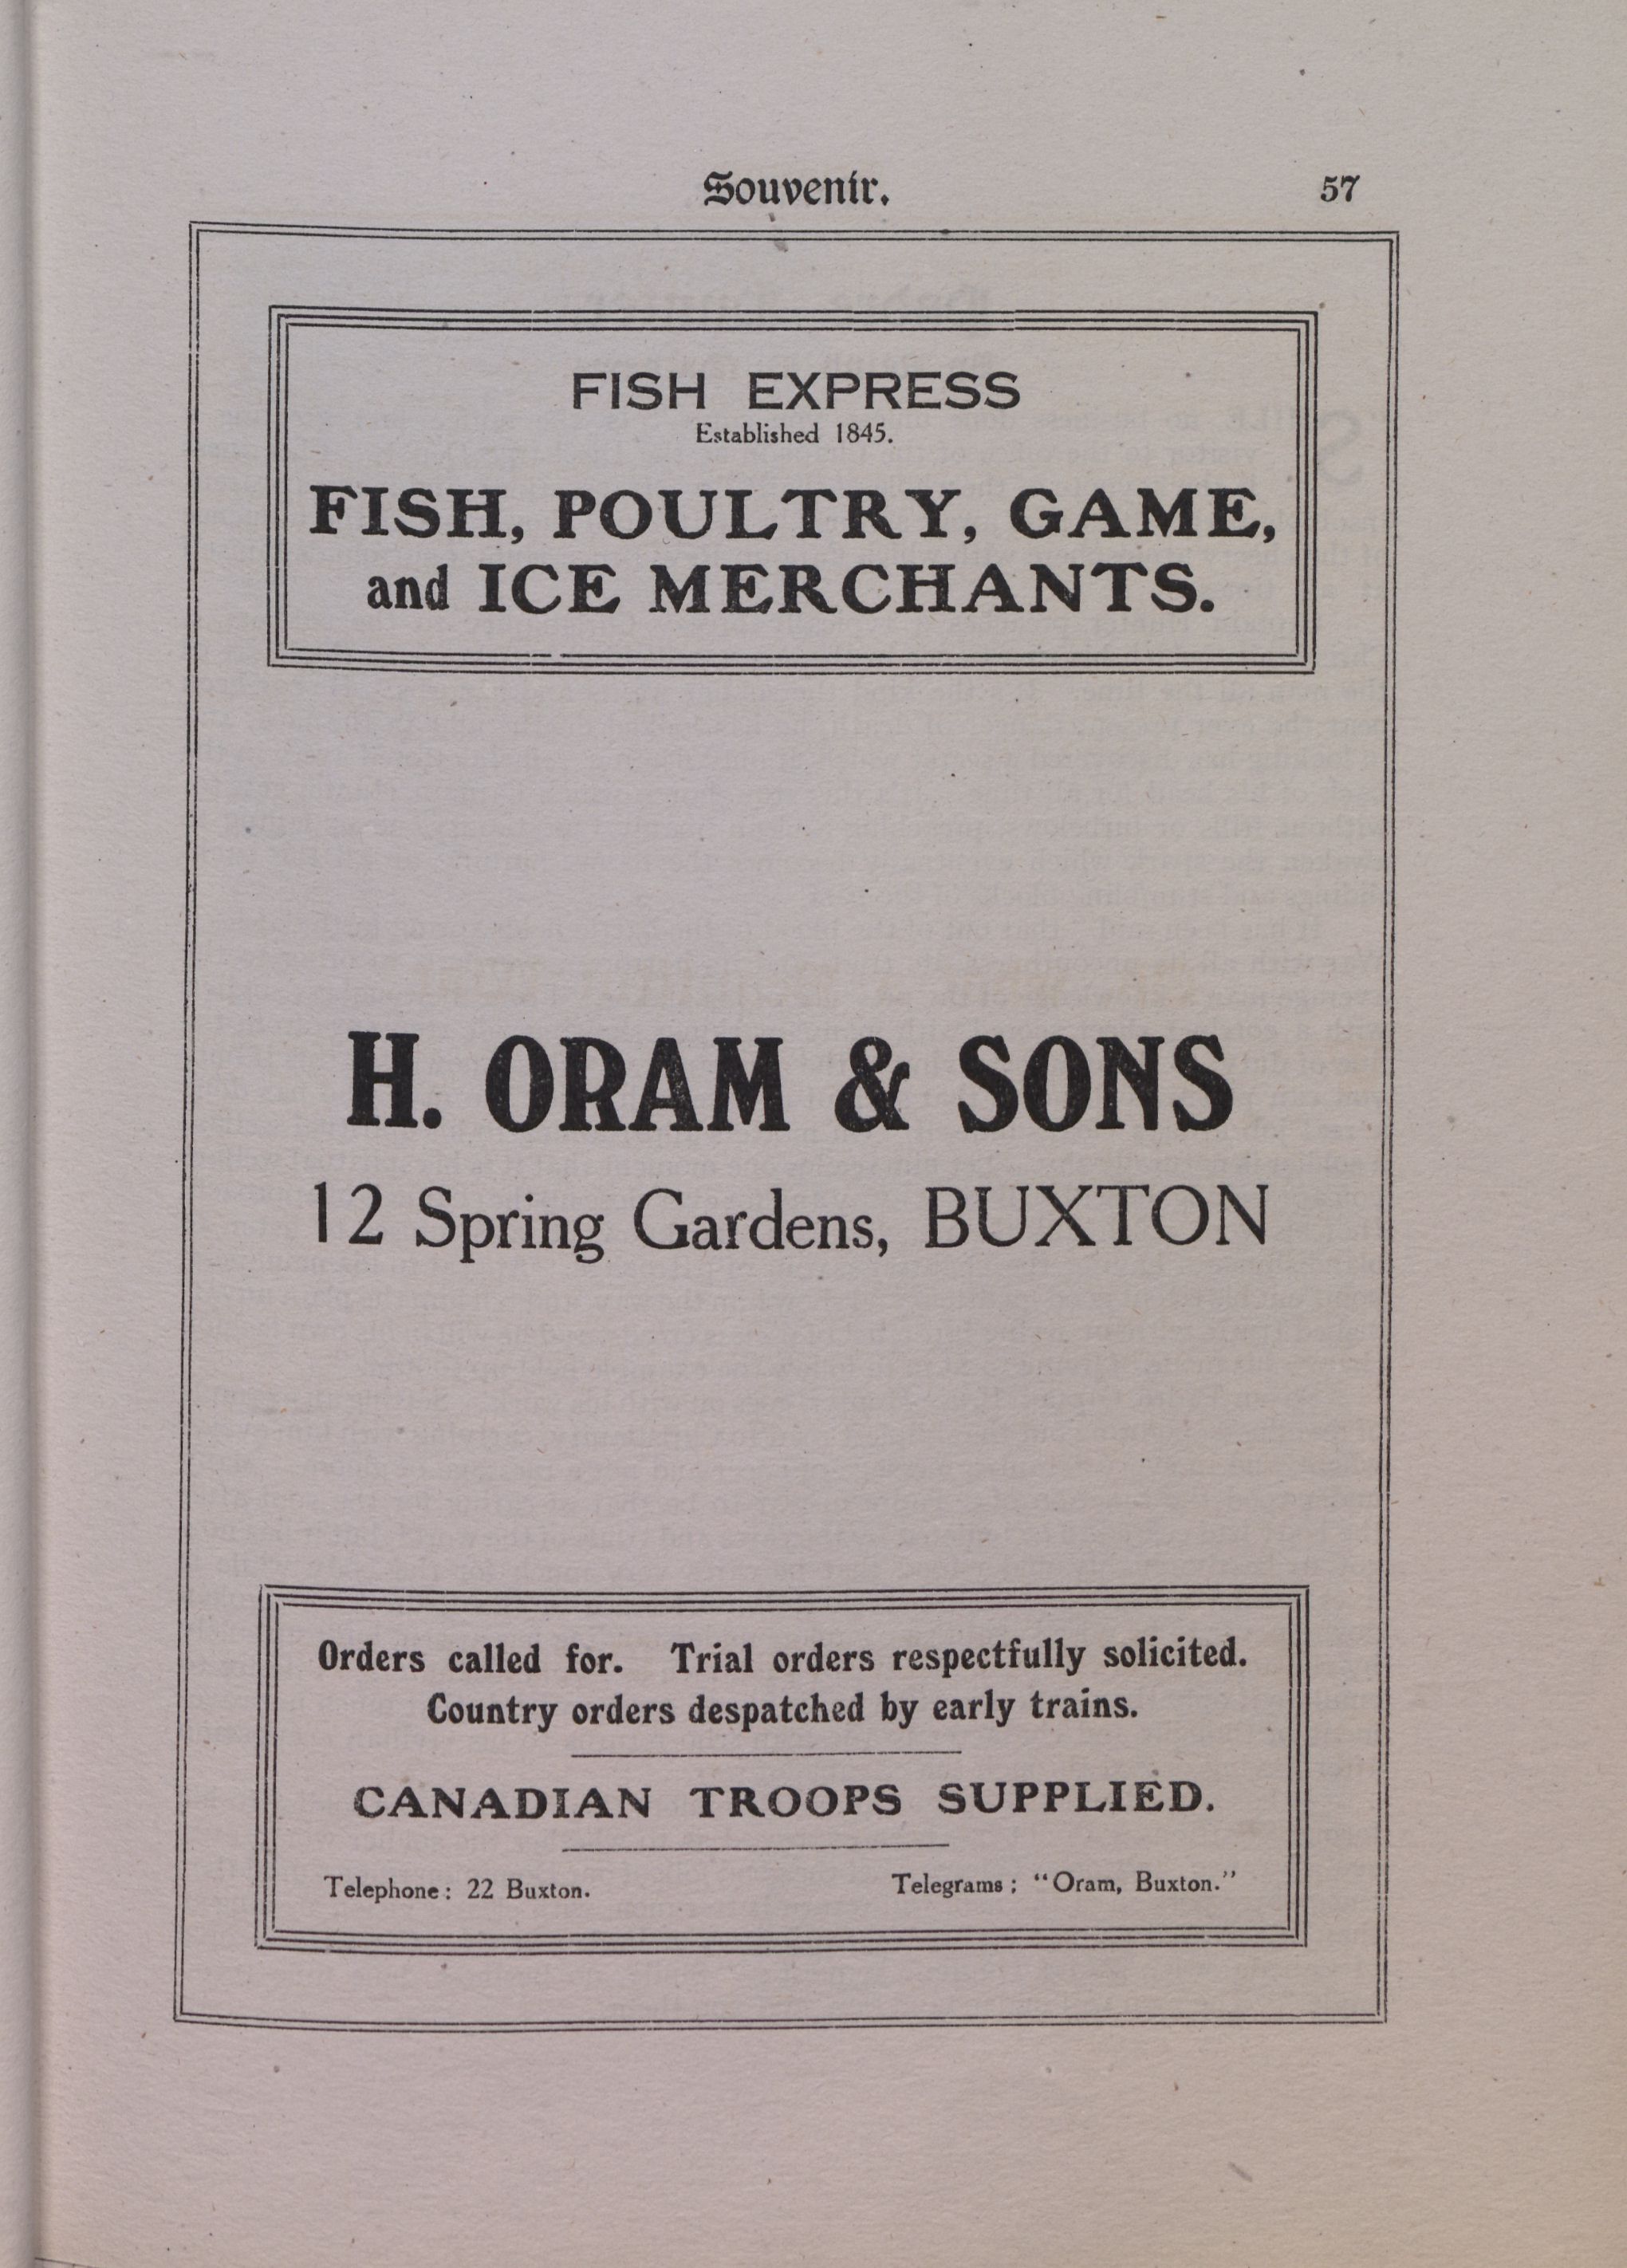 Souvenir. 57
FISH EXPRESS
Established 1845.
FISH, POULTRY, GAME,
and ICE MERCHANTS.
H. ORAM & SONS
12 Spring Gardens, BUXTON
Orders called for. Trial orders respectfully solicited.
Country orders despatched by early trains.
CANADIAN TROOPS SUPPLIED.
Telephone: 22 Buxton. Telegrams: "Oram, Buxton."